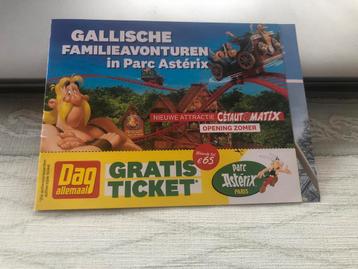 GALLISCHE
FAMILIEAVONTUREN
in Parc Astérix
NIEUWE ATTRACTIE CÉTAUTOMATIX
OPENING ZOMER
Dag
allemaal
GRATIS
TICKET*
Waarde tot
€65
parc
Astérix
PARIS